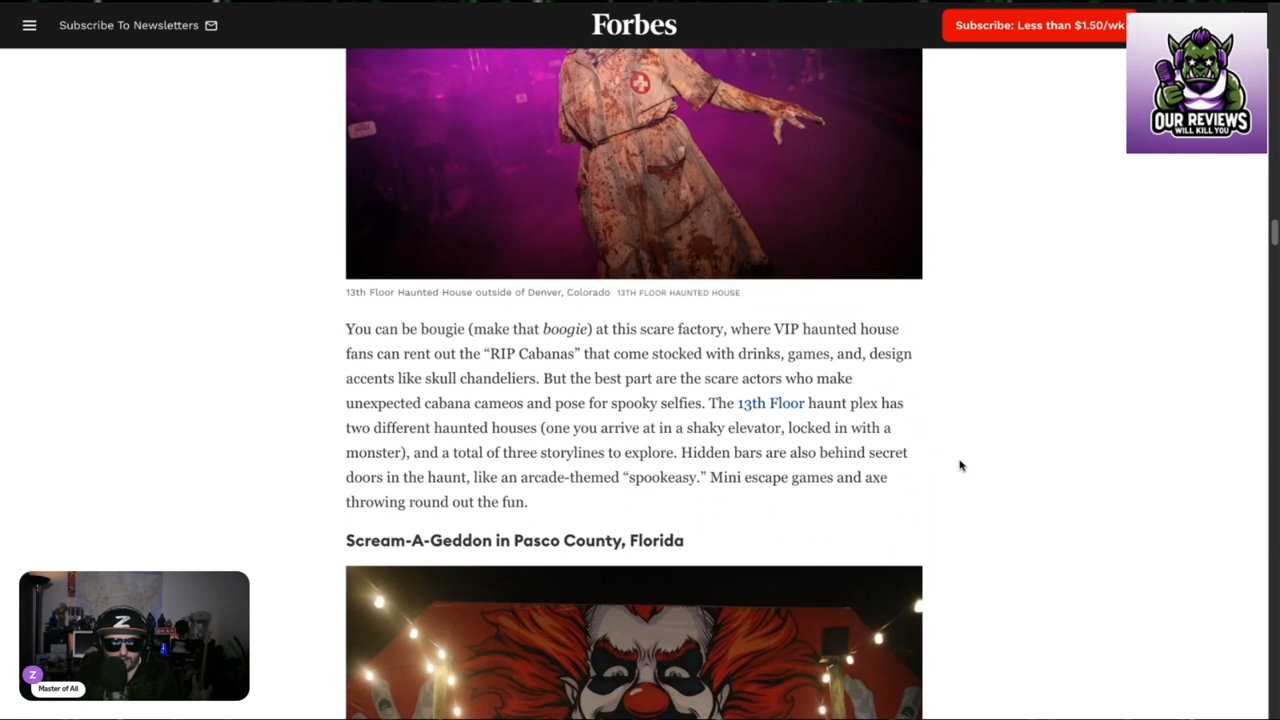 Subscribe To Newsletters
Forbes
Subscribe: Less than $1.50/wk
OUR REVIEWS
WILL KILL YOU
13th Floor Haunted House outside of Denver, Colorado 13TH FLOOR HAUNTED HOUSE
You can be bougie (make that boogie) at this scare factory, where VIP haunted house
fans can rent out the “RIP Cabanas” that come stocked with drinks, games, and, design
accents like skull chandeliers. But the best part are the scare actors who make
unexpected cabana cameos and pose for spooky selfies. The 13th Floor haunt plex has
two different haunted houses (one you arrive at in a shaky elevator, locked in with a
monster), and a total of three storylines to explore. Hidden bars are also behind secret
doors in the haunt, like an arcade-themed “spookeasy.” Mini escape games and axe
throwing round out the fun.
Scream-A-Geddon in Pasco County, Florida
Z
Z
Master of All